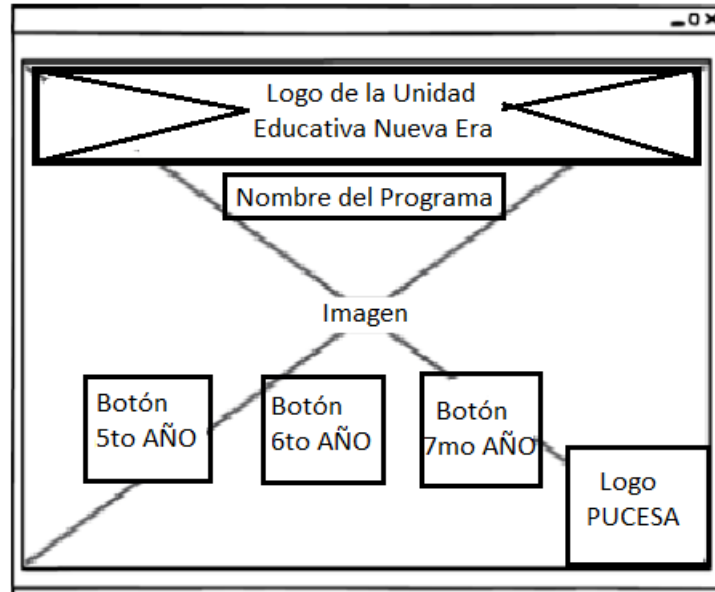 Logo de la Unidad
Educativa Nueva Era
Nombre del Programa
Imagen
Botón
5to AÑO
Botón
6to AÑO
Botón
7mo AÑO
Logo
PUCESA